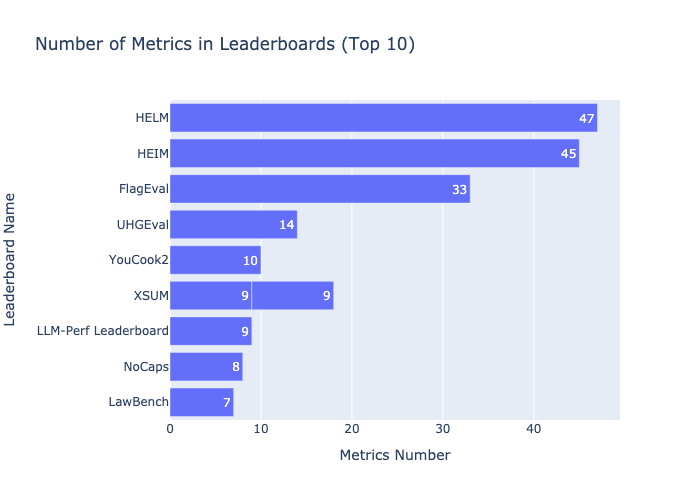 Number of Metrics in Leaderboards (Top 10)
Leaderboard Name
HELM 47
HEIM 45
FlagEval 33
UHGEval 14
YouCook2 10
XSUM 9 9
LLM-Perf Leaderboard 9
NoCaps 8
LawBench 7
0 10 20 30 40
Metrics Number